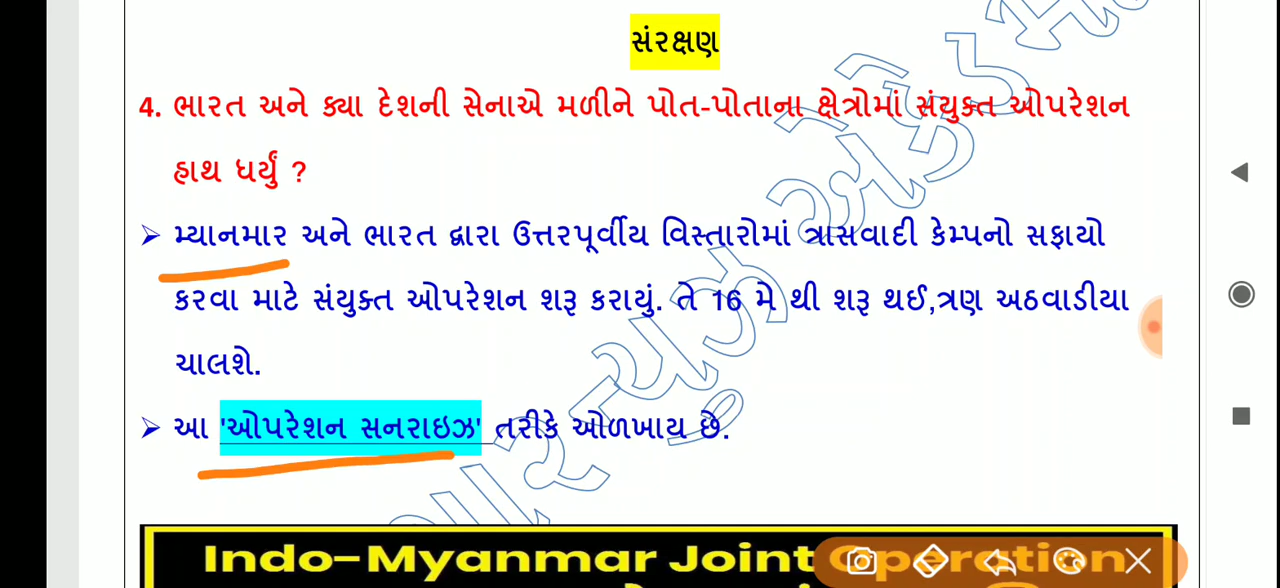 સંરક્ષણ
4. ભારત અને ક્યા દેશની સેનાએ મળીને પોત-પોતાના ક્ષેત્રોમાં સંયુક્ત ઓપરેશન
હાથ ધર્યું ?
➢ મ્યાનમાર અને ભારત દ્વારા ઉત્તરપૂર્વીય વિસ્તારોમાં ત્રાસવાદી કેમ્પનો સફાયો
કરવા માટે સંયુક્ત ઓપરેશન શરૂ કરાયું. તે 16 મે થી શરૂ થઈ,ત્રણ અઠવાડીયા
ચાલશે.
➢ આ 'ઓપરેશન સનરાઇઝ' તરીકે ઓળખાય છે.
Indo-Myanmar Joint Operation